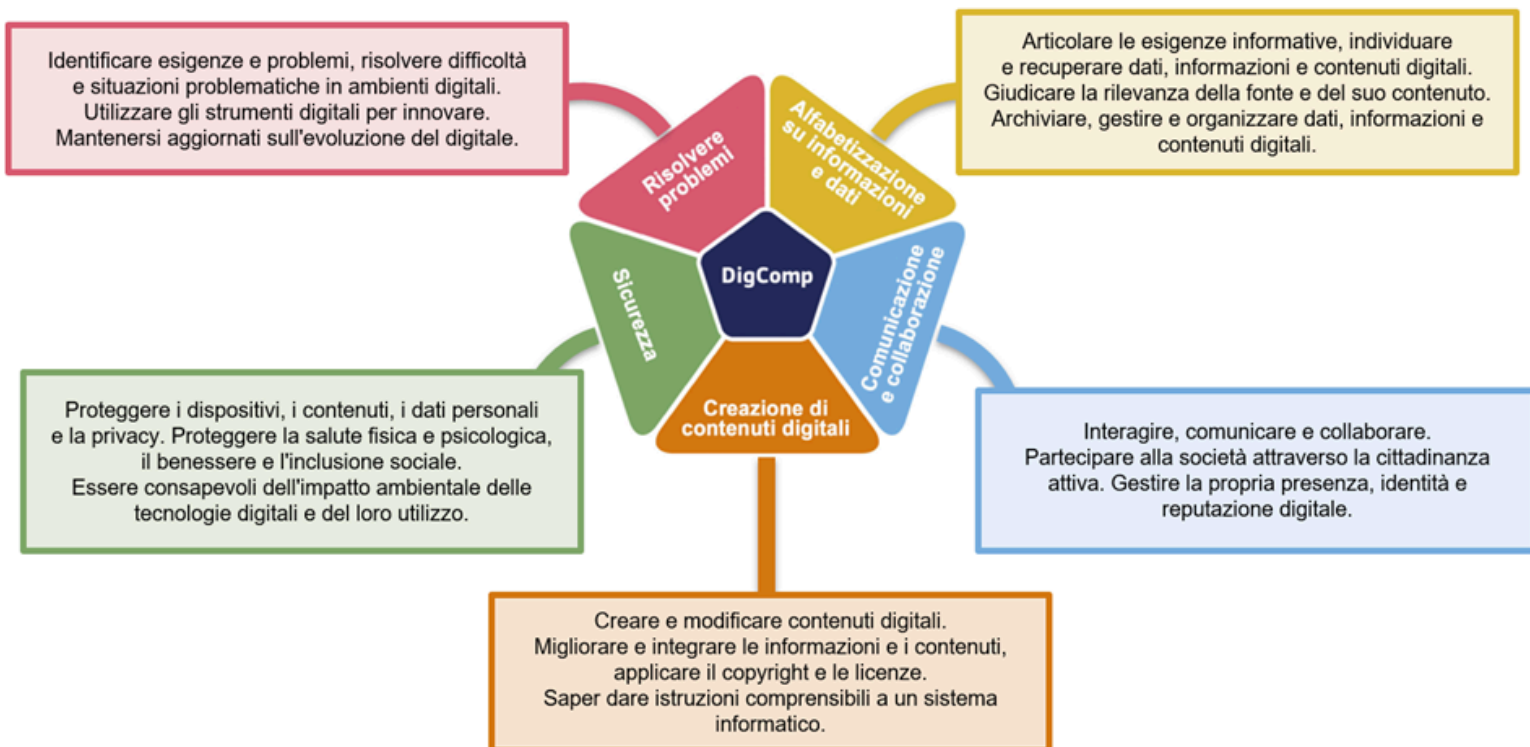 Identificare esigenze e problemi, risolvere difficoltà
e situazioni problematiche in ambienti digitali.
Utilizzare gli strumenti digitali per innovare.
Mantenersi aggiornati sull'evoluzione del digitale.
Articolare le esigenze informative, individuare
e recuperare dati, informazioni e contenuti digitali.
Giudicare la rilevanza della fonte e del suo contenuto.
Archiviare, gestire e organizzare dati, informazioni e
contenuti digitali.
Risolvere
problemi
Alfabetizzazione
su informazioni
e dati
DigComp
Sicurezza
Comunicazione
e collaborazione
Creazione di
contenuti digitali
Proteggere i dispositivi, i contenuti, i dati personali
e la privacy. Proteggere la salute fisica e psicologica,
il benessere e l'inclusione sociale.
Essere consapevoli dell'impatto ambientale delle
tecnologie digitali e del loro utilizzo.
Interagire, comunicare e collaborare.
Partecipare alla società attraverso la cittadinanza
attiva. Gestire la propria presenza, identità e
reputazione digitale.
Creare e modificare contenuti digitali.
Migliorare e integrare le informazioni e i contenuti,
applicare il copyright e le licenze.
Saper dare istruzioni comprensibili a un sistema
informatico.